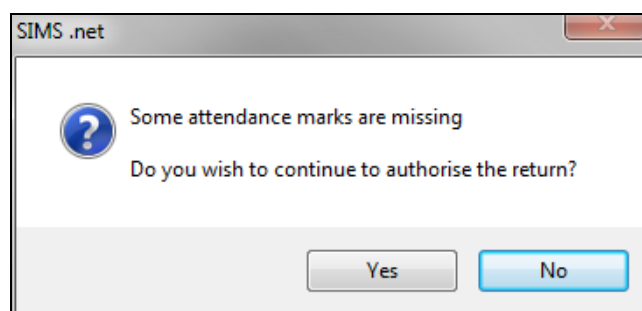 SIMS .net
Some attendance marks are missing
Do you wish to continue to authorise the return?
Yes
No